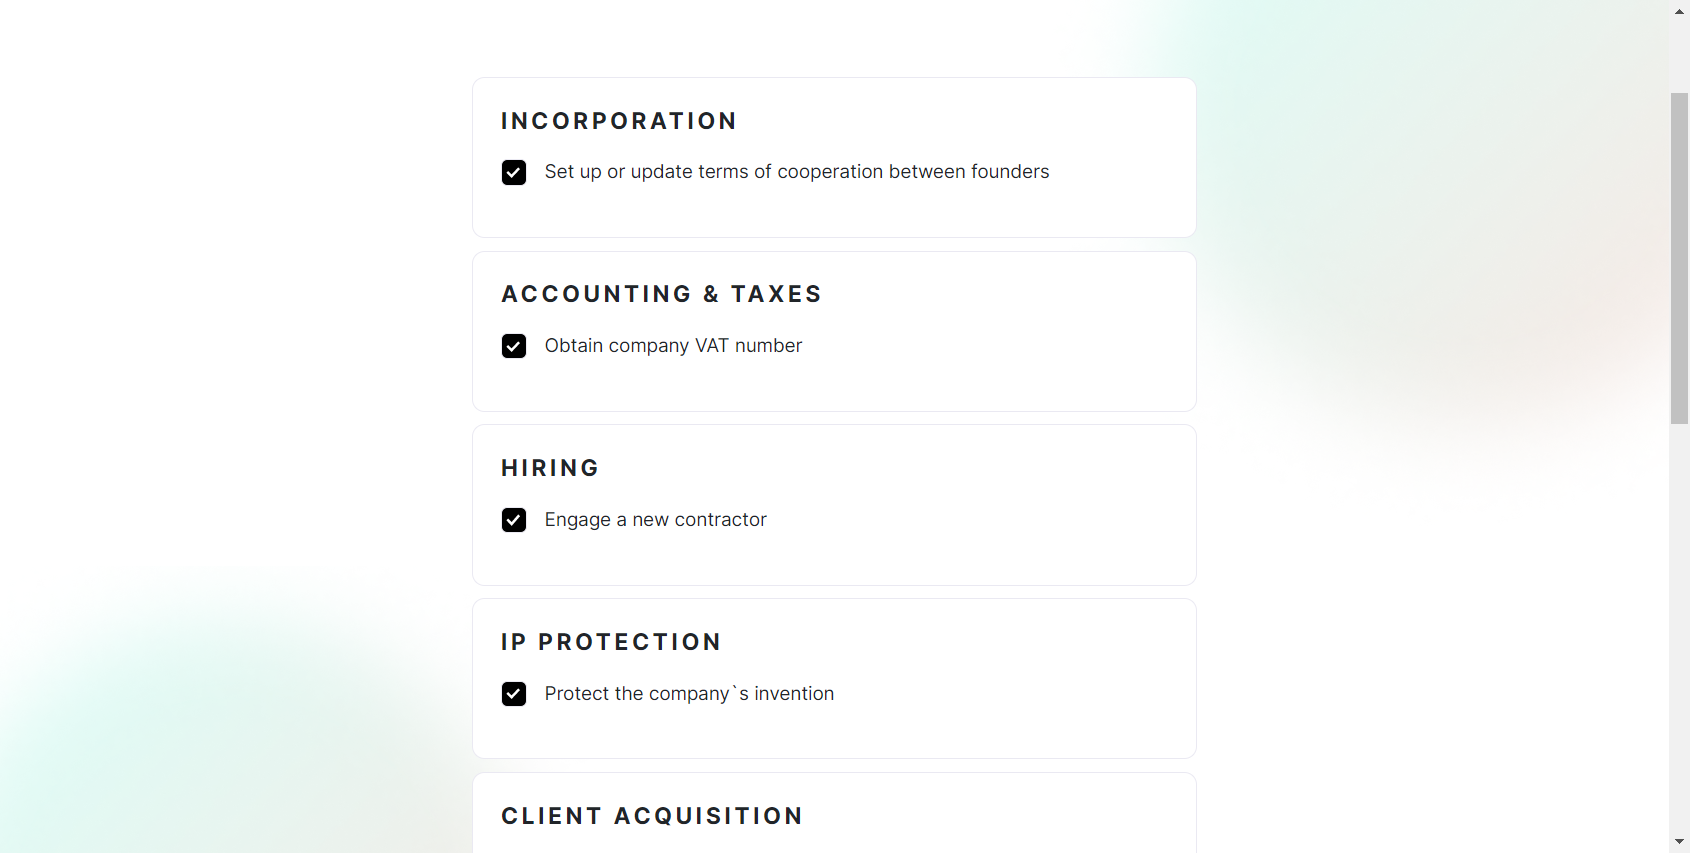 INCORPORATION
Set up or update terms of cooperation between founders
ACCOUNTING & TAXES
Obtain company VAT number
HIRING
Engage a new contractor
IP PROTECTION
Protect the company`s invention
CLIENT ACQUISITION